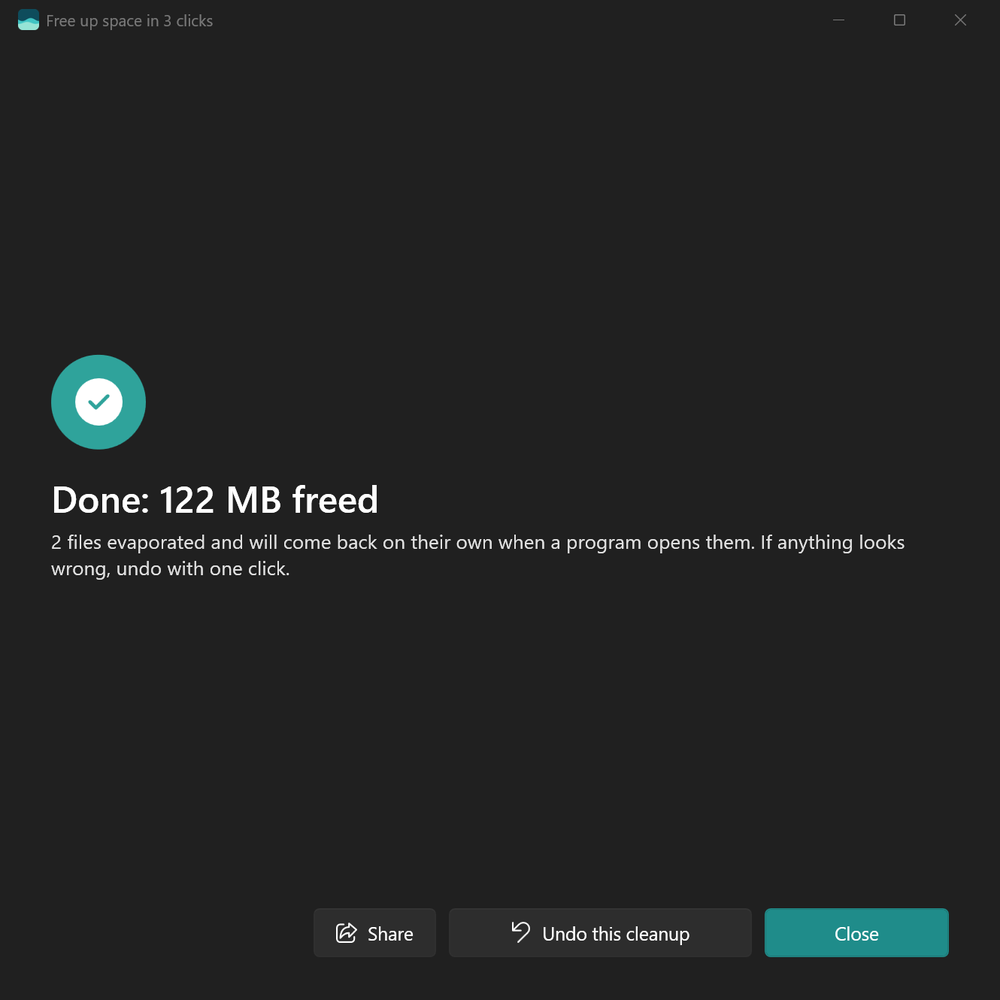 Free up space in 3 clicks
Done: 122 MB freed
2 files evaporated and will come back on their own when a program opens them. If anything looks
wrong, undo with one click.
Share
Undo this cleanup
Close